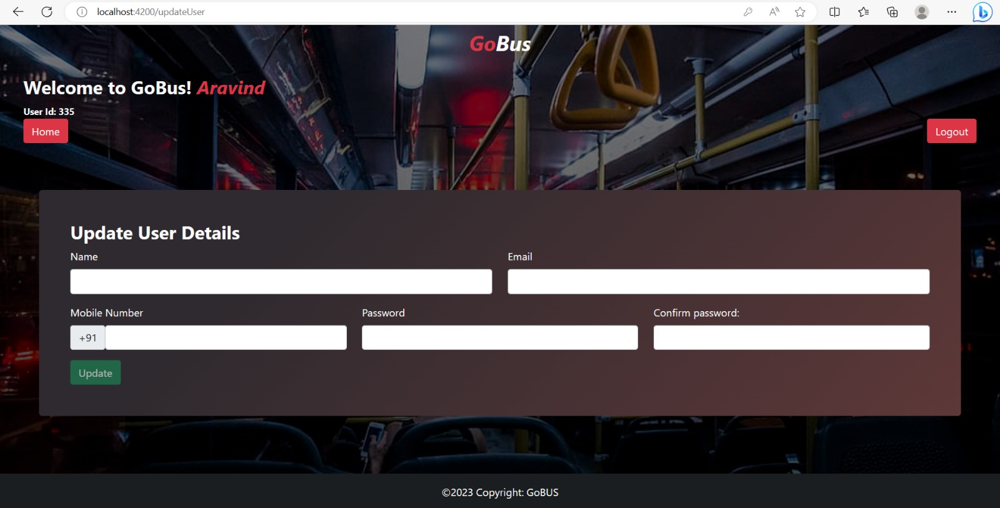 localhost:4200/updateUser
GoBus
Welcome to GoBus! Aravind
User Id: 335
Home
Logout
Update User Details
Name
Email
Mobile Number
Password
Confirm password:
+91
Update
©2023 Copyright: GoBUS